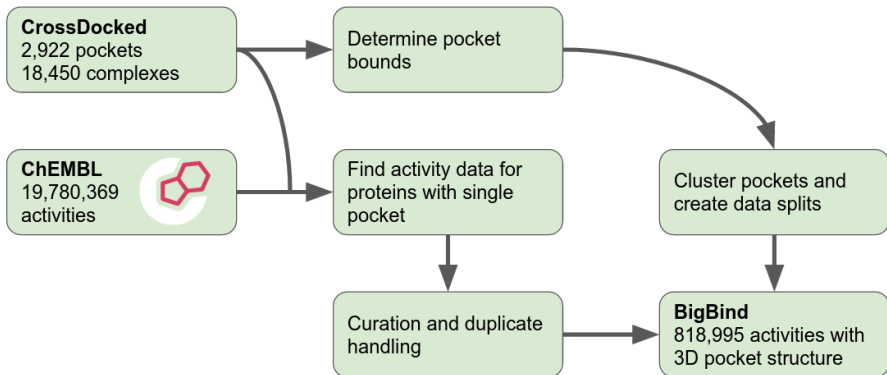 CrossDocked
2,922 pockets
18,450 complexes
Determine pocket
bounds
ChEMBL
19,780,369
activities
Find activity data for
proteins with single
pocket
Cluster pockets and
create data splits
Curation and duplicate
handling
BigBind
818,995 activities with
3D pocket structure